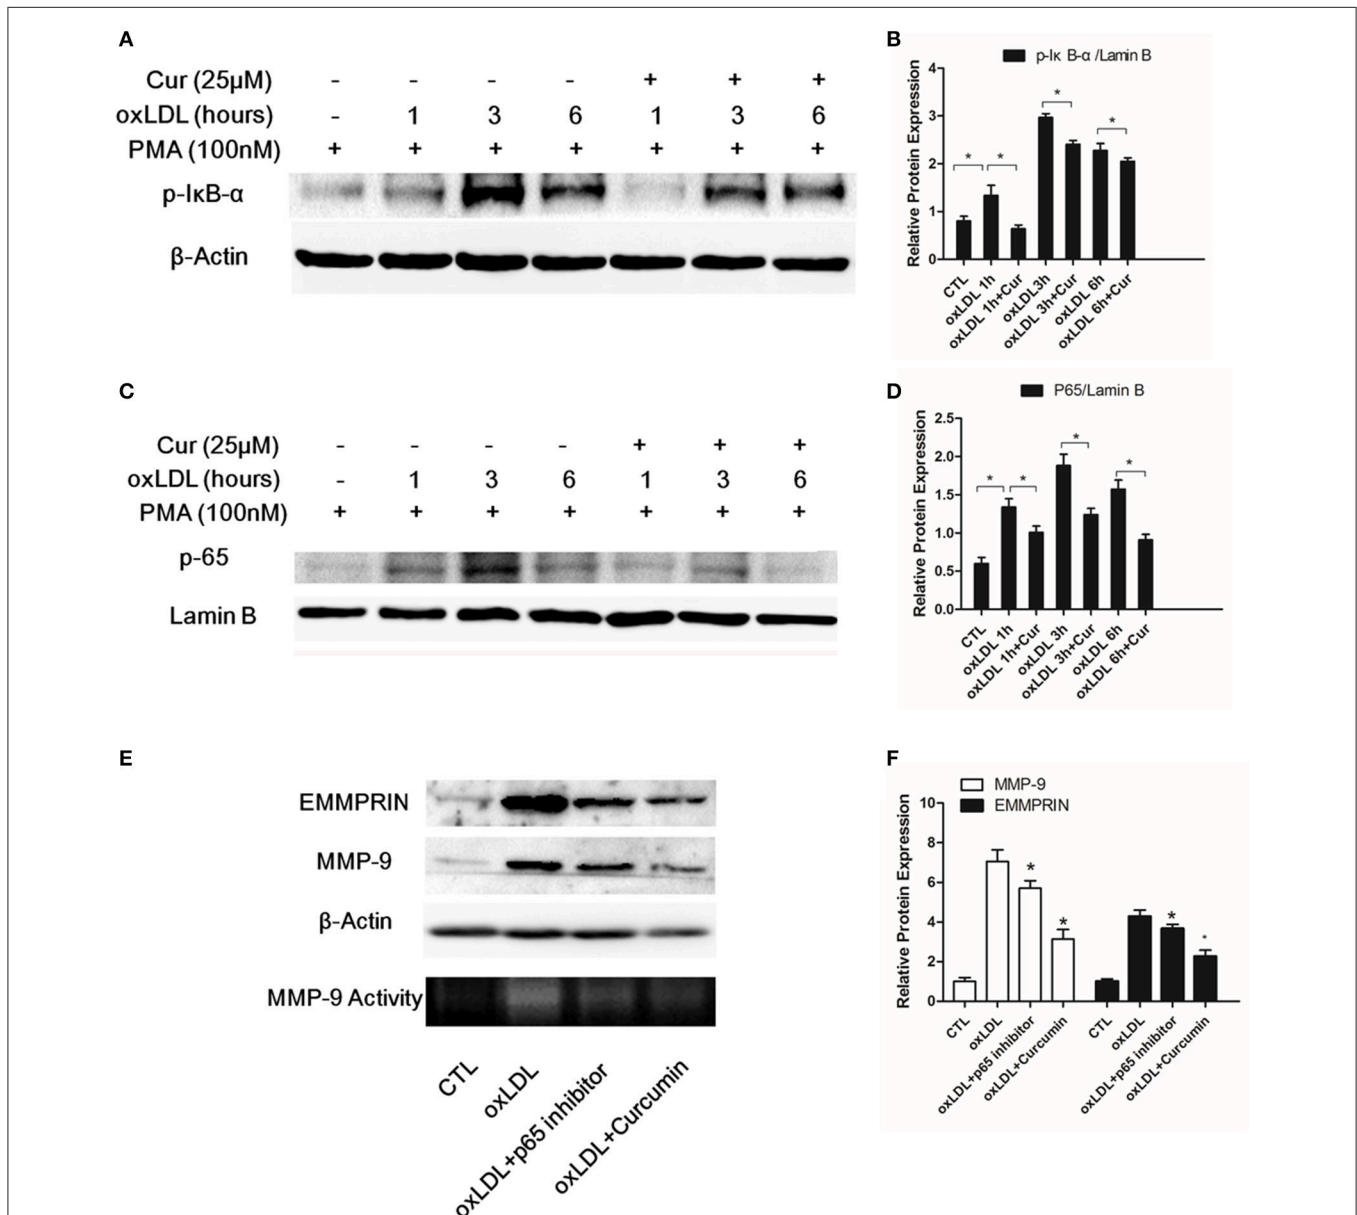 A
Cur (25μM) - - - - + + +
oxLDL (hours) - 1 3 6 1 3 6
PMA (100nM) + + + + + + +
p-IκB-α
β-Actin
B
p-Iκ B-α /Lamin B
Relative Protein Expression
4
3
2
1
0
* * * *
CTL
oxLDL 1h
oxLDL 1h+Cur
oxLDL3h
oxLDL 3h+Cur
oxLDL 6h
oxLDL 6h+Cur
C
Cur (25μM) - - - - + + +
oxLDL (hours) - 1 3 6 1 3 6
PMA (100nM) + + + + + + +
p-65
Lamin B
D
P65/Lamin B
Relative Protein Expression
2.5
2.0
1.5
1.0
0.5
0.0
* * * *
CTL
oxLDL 1h
oxLDL 1h+Cur
oxLDL 3h
oxLDL 3h+Cur
oxLDL 6h
oxLDL 6h+Cur
E
EMMPRIN
MMP-9
β-Actin
MMP-9 Activity
CTL
oxLDL
oxLDL+p65 inhibitor
oxLDL+Curcumin
F
MMP-9
EMMPRIN
Relative Protein Expression
10
8
6
4
2
0
* * * *
CTL
oxLDL
oxLDL+p65 inhibitor
oxLDL+Curcumin
CTL
oxLDL
oxLDL+p65 inhibitor
oxLDL+Curcumin